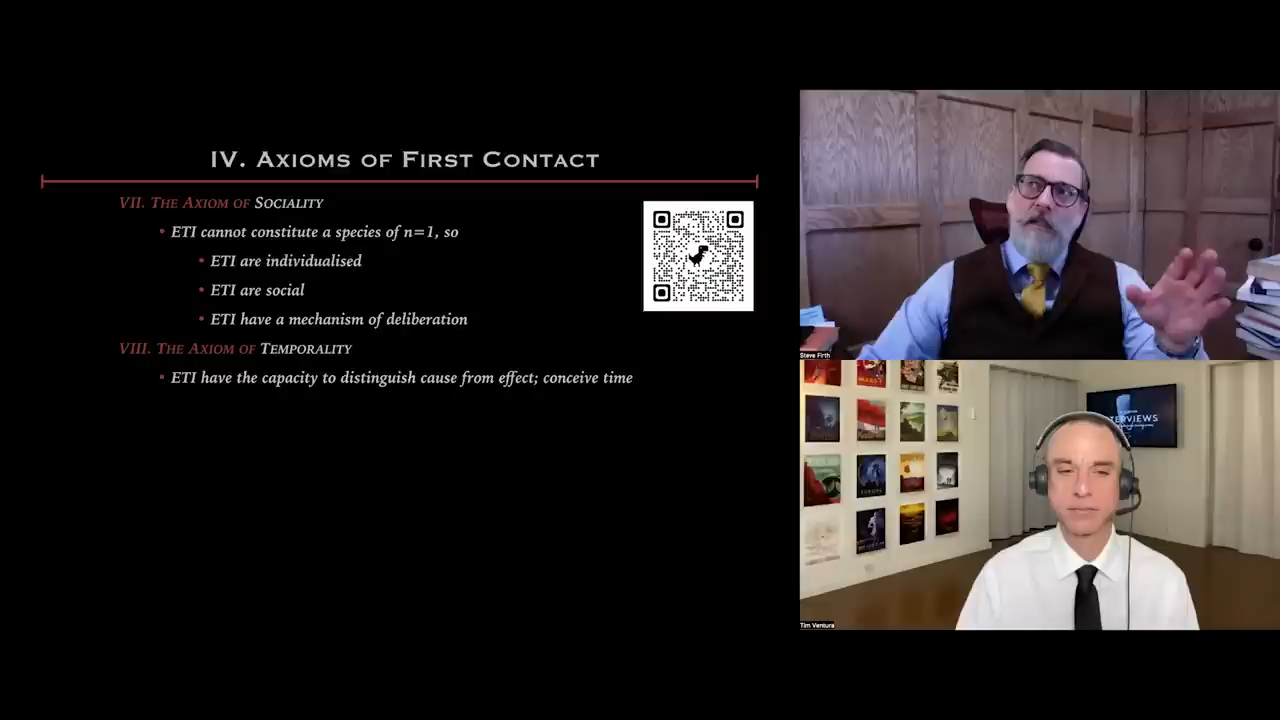 IV. Axioms of First Contact
VII. The Axiom of Sociality
• ETI cannot constitute a species of n=1, so
• ETI are individualised
• ETI are social
• ETI have a mechanism of deliberation
VIII. The Axiom of Temporality
• ETI have the capacity to distinguish cause from effect; conceive time
Steve Firth
TERVIEWS
EUROPA
Tim Ventura